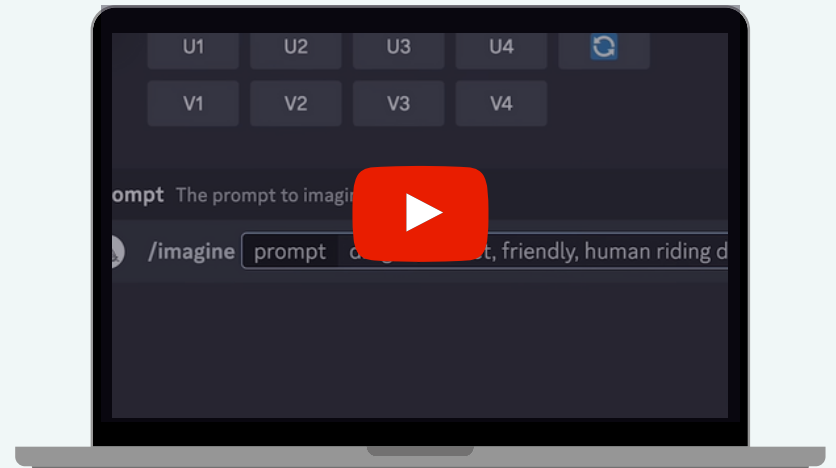 U1 U2 U3 U4
V1 V2 V3 V4
ompt The prompt to imagin
/imagine prompt d t, friendly, human riding d